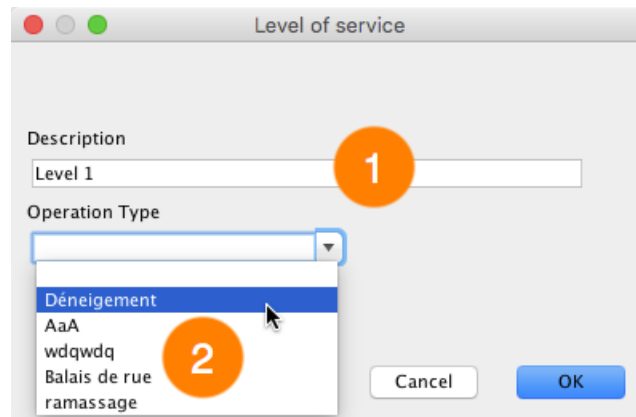 Level of service
Description
1
Level 1
Operation Type
Déneigement
AaA
wdqwdq
2
Balais de rue
ramassage
Cancel
OK